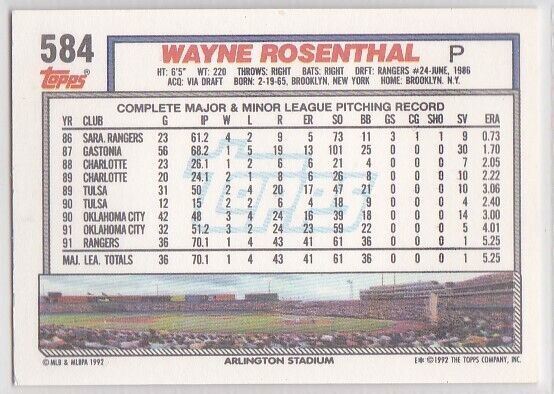 584
Topps®
WAYNE ROSENTHAL P
HT: 6'5" WT: 220 THROWS: RIGHT BATS: RIGHT DRFT: RANGERS #24-JUNE, 1986
ACQ: VIA DRAFT BORN: 2-19-65, BROOKLYN, NEW YORK HOME: BROOKLYN, N.Y.
COMPLETE MAJOR & MINOR LEAGUE PITCHING RECORD
YR CLUB G IP W L R ER SO BB GS CG SHO SV ERA
86 SARA. RANGERS 23 61.2 4 2 9 5 73 11 3 1 1 9 0.73
87 GASTONIA 56 68.2 1 5 19 13 101 25 0 0 0 30 1.70
88 CHARLOTTE 23 26.1 1 2 6 21 4 0 0 0 7 2.05
89 CHARLOTTE 20 24.1 2 2 6 26 8 0 0 0 10 2.22
89 TULSA 31 50 2 4 20 17 47 21 0 0 0 10 3.06
90 TULSA 12 15 2 2 0 18 2 0 0 0 4 2.40
90 OKLAHOMA CITY 42 48 3 4 24 16 39 18 0 0 0 14 3.00
91 OKLAHOMA CITY 32 51.2 3 2 24 23 59 22 0 0 0 5 4.01
91 RANGERS 36 70.1 1 4 43 41 61 36 0 0 0 1 5.25
MAJ. LEA. TOTALS 36 70.1 1 4 43 41 61 36 0 0 0 1 5.25
Topps
© MLB & MLBPA 1992 ARLINGTON STADIUM E✻ © 1992 THE TOPPS COMPANY, INC.